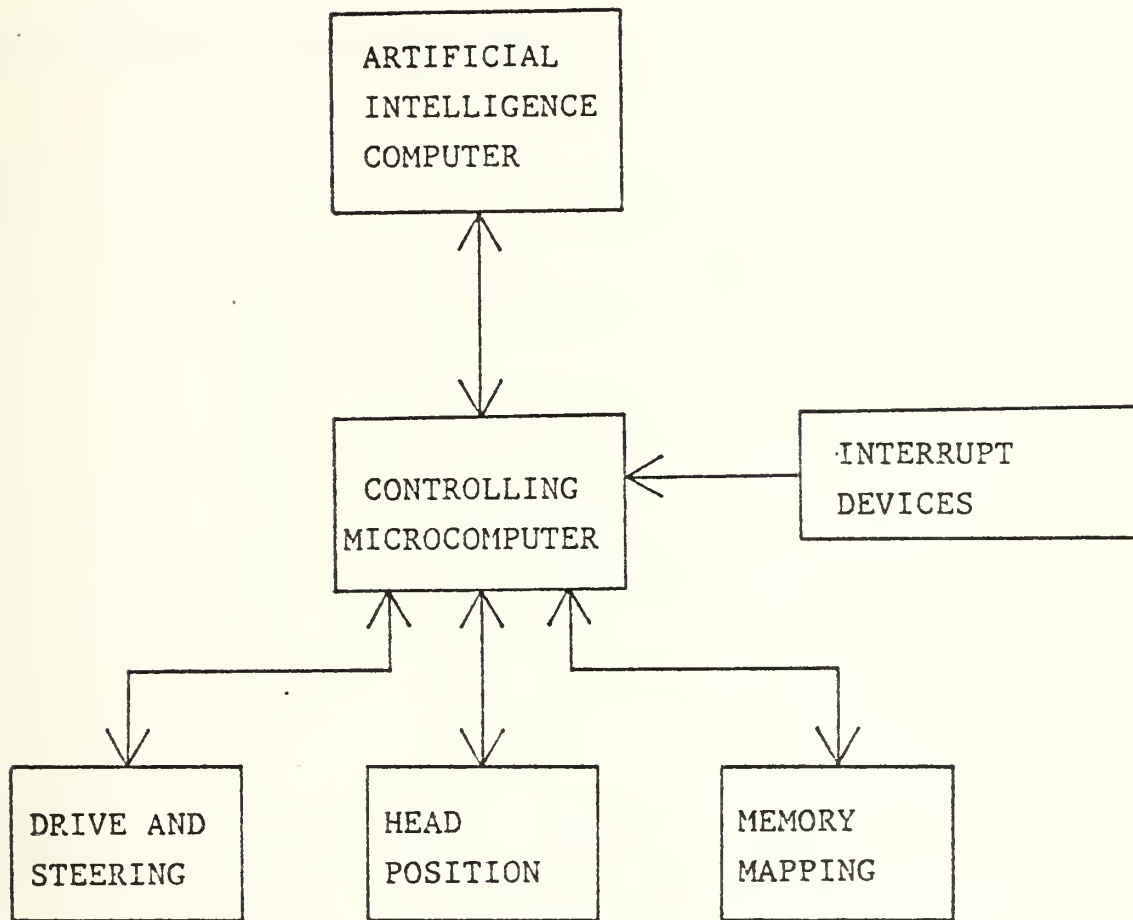 ARTIFICIAL
INTELLIGENCE
COMPUTER
CONTROLLING
MICROCOMPUTER
INTERRUPT
DEVICES
DRIVE AND
STEERING
HEAD
POSITION
MEMORY
MAPPING